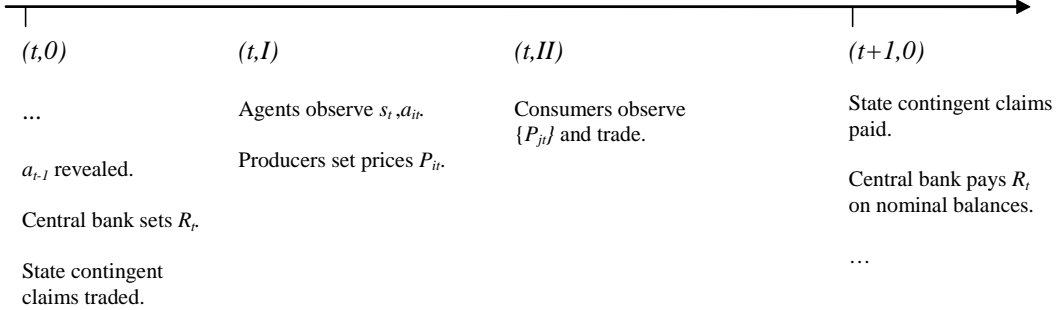 (t,0) (t,I) (t,II) (t+1,0)
... Agents observe s_t ,a_it. Consumers observe State contingent claims
{P_jt} and trade. paid.
a_t-1 revealed. Producers set prices P_it.
Central bank sets R_t. Central bank pays R_t
on nominal balances.
State contingent …
claims traded.